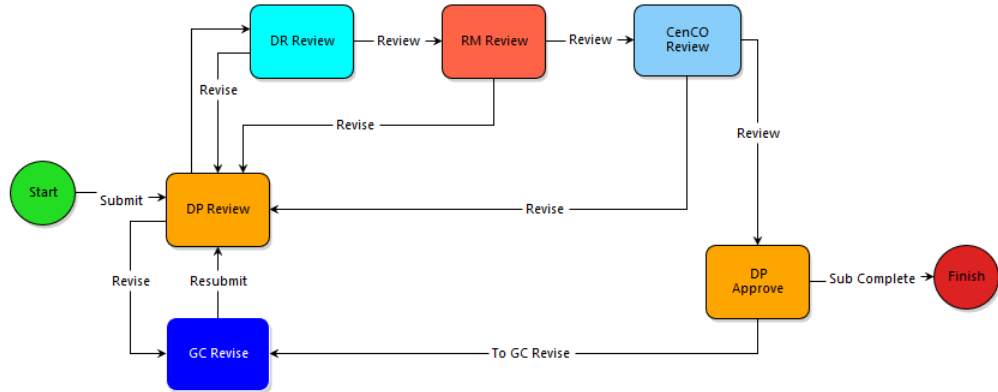 DR Review
Review
RM Review
Review
CenCO
Review
Revise
Revise
Review
Start
Submit
DP Review
Revise
Revise
Resubmit
DP
Approve
Sub Complete
Finish
GC Revise
To GC Revise